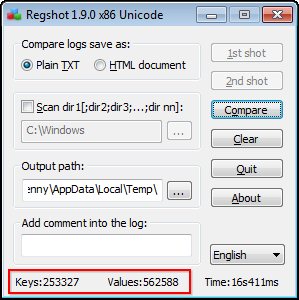 Regshot 1.9.0 x86 Unicode
Compare logs save as:
Plain TXT
HTML document
1st shot
2nd shot
Scan dir1[;dir2;dir3;...;dir nn]:
Compare
C:\Windows
...
Clear
Output path:
Quit
enny\AppData\Local\Temp\
...
About
Add comment into the log:
English
Keys:253327
Values:562588
Time:16s411ms